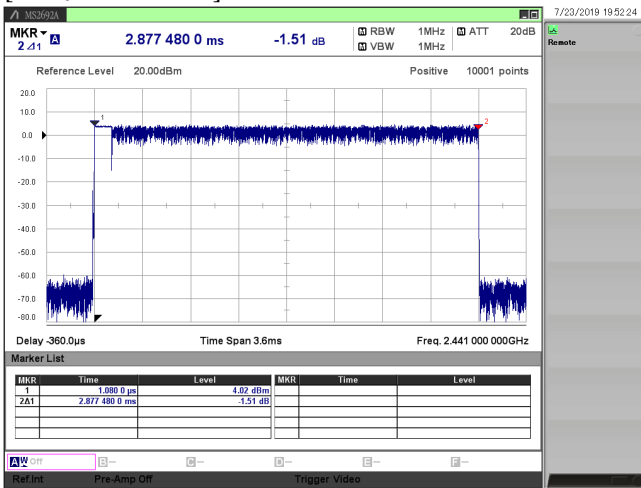 MS2692A
7/23/2019 19:52:24
MKR
2 Δ1
A
2.877 480 0 ms
-1.51 dB
M RBW 1MHz M ATT 20dB
M VBW 1MHz
Remote
Reference Level 20.00dBm Positive 10001 points
20.0
10.0
0.0
-10.0
-20.0
-30.0
-40.0
-50.0
-60.0
-70.0
-80.0
1
2
Delay -360.0µs Time Span 3.6ms Freq. 2.441 000 000GHz
Marker List
MKR Time Level MKR Time Level
1 1.080 0 µs 4.02 dBm
2Δ1 2.877 480 0 ms -1.51 dB
A W Off B – C – D – E – F –
Ref.Int Pre-Amp Off Trigger Video